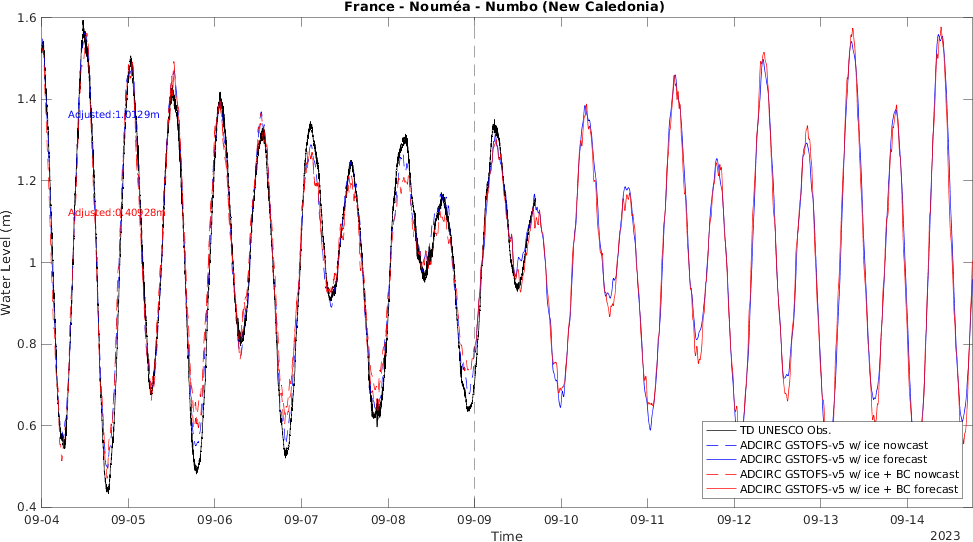 France - Nouméa - Numbo (New Caledonia)
1.6
1.4
1.2
1
0.8
0.6
0.4
Water Level (m)
Adjusted:1.0129m
Adjusted:0.40928m
TD UNESCO Obs.
ADCIRC GSTOFS-v5 w/ ice nowcast
ADCIRC GSTOFS-v5 w/ ice forecast
ADCIRC GSTOFS-v5 w/ ice + BC nowcast
ADCIRC GSTOFS-v5 w/ ice + BC forecast
09-04 09-05 09-06 09-07 09-08 09-09 09-10 09-11 09-12 09-13 09-14
Time
2023